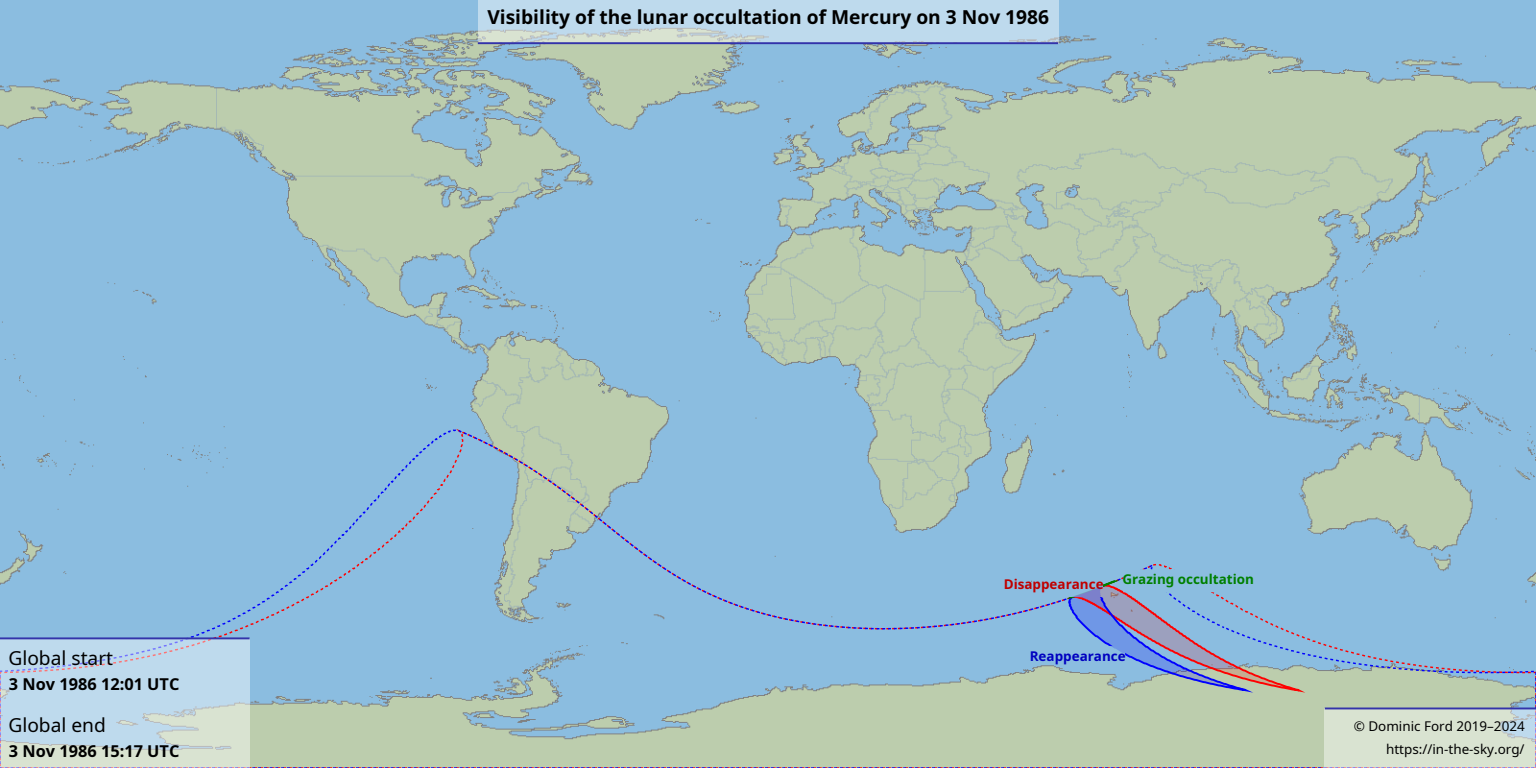 Visibility of the lunar occultation of Mercury on 3 Nov 1986
Disappearance
Grazing occultation
Reappearance
Global start
3 Nov 1986 12:01 UTC
Global end
3 Nov 1986 15:17 UTC
© Dominic Ford 2019–2024
https://in-the-sky.org/